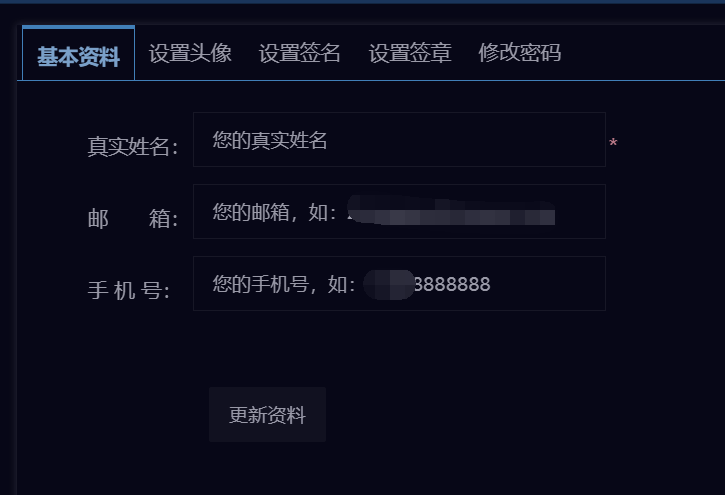 基本资料 设置头像 设置签名 设置签章 修改密码
真实姓名： 您的真实姓名 *
邮 箱： 您的邮箱，如：
手 机 号： 您的手机号，如： 8888888
更新资料